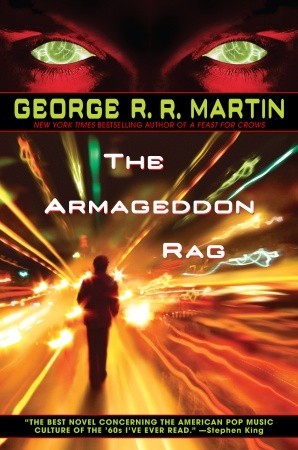 GEORGE R. R. MARTIN
NEW YORK TIMES BESTSELLING AUTHOR OF A FEAST FOR CROWS
THE
ARMAGEDDON
RAG
"THE BEST NOVEL CONCERNING THE AMERICAN POP MUSIC
CULTURE OF THE '60s I'VE EVER READ." —Stephen King